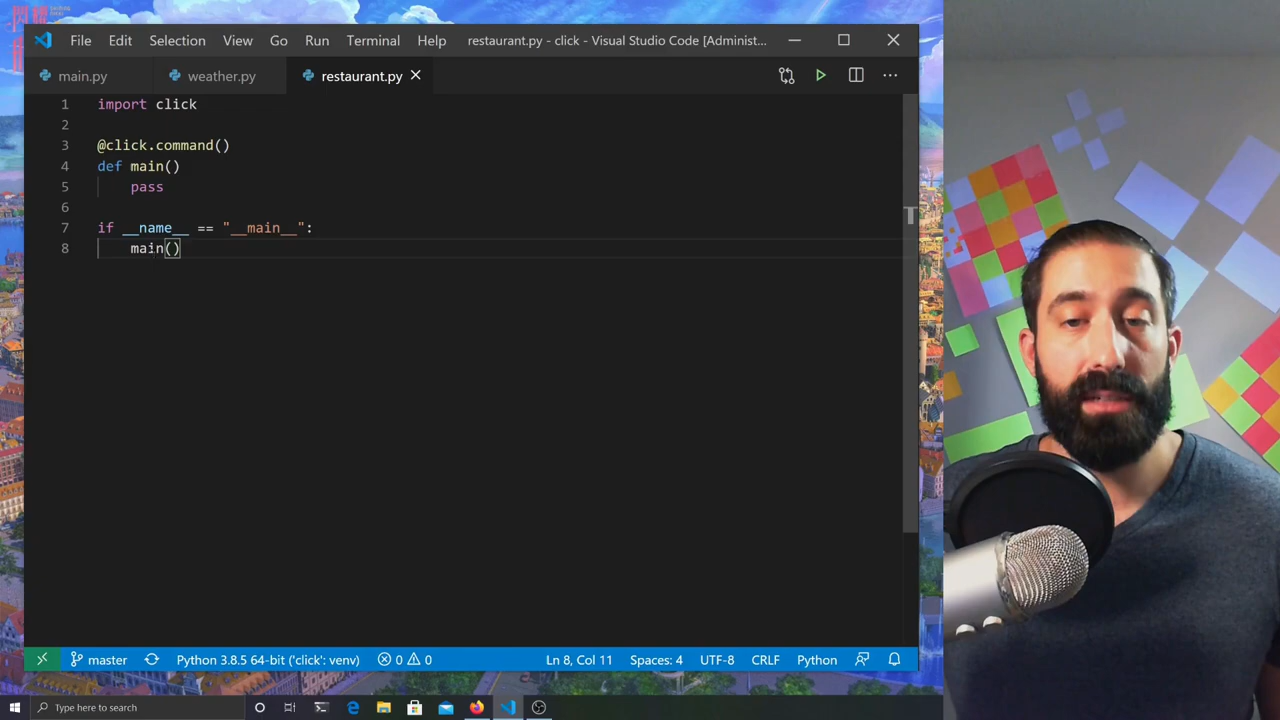 File Edit Selection View Go Run Terminal Help restaurant.py - click - Visual Studio Code [Administ...
main.py weather.py restaurant.py
1 import click
2
3 @click.command()
4 def main()
5 pass
6
7 if __name__ == "__main__":
8 main()
master Python 3.8.5 64-bit ('click': venv) 0 0 Ln 8, Col 11 Spaces: 4 UTF-8 CRLF Python
Type here to search